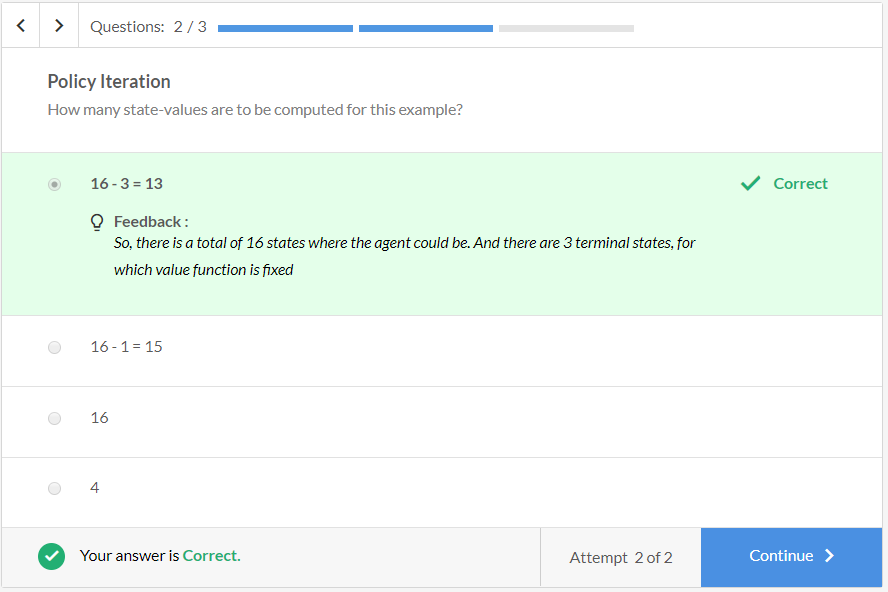 Questions: 2 / 3
Policy Iteration
How many state-values are to be computed for this example?
16 - 3 = 13
Correct
Feedback :
So, there is a total of 16 states where the agent could be. And there are 3 terminal states, for
which value function is fixed
16 - 1 = 15
16
4
Your answer is Correct.
Attempt 2 of 2
Continue